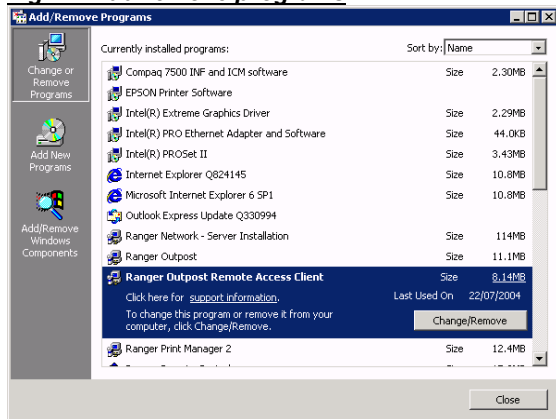 Add/Remove Programs
Change or Remove Programs
Add New Programs
Add/Remove Windows Components
Currently installed programs:
Sort by: Name
Compaq 7500 INF and ICM software Size 2.30MB
EPSON Printer Software
Intel(R) Extreme Graphics Driver Size 2.29MB
Intel(R) PRO Ethernet Adapter and Software Size 44.0KB
Intel(R) PROSet II Size 3.43MB
Internet Explorer Q824145 Size 10.8MB
Microsoft Internet Explorer 6 SP1 Size 10.8MB
Outlook Express Update Q330994
Ranger Network - Server Installation Size 114MB
Ranger Outpost Size 11.1MB
Ranger Outpost Remote Access Client Size 8.14MB
Click here for support information. Last Used On 22/07/2004
To change this program or remove it from your
computer, click Change/Remove.
Change/Remove
Ranger Print Manager 2 Size 12.4MB
Close